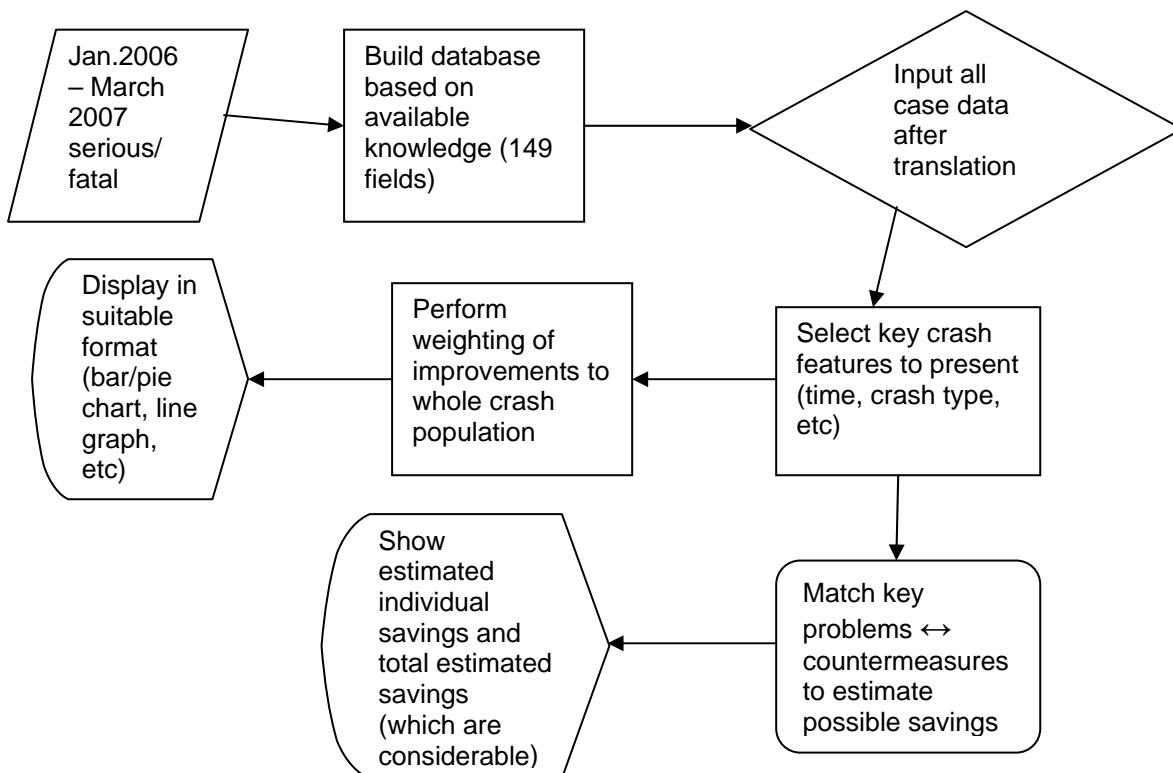 Jan.2006
– March
2007
serious/
fatal
Build database
based on
available
knowledge (149
fields)
Input all
case data
after
translation
Display in
suitable
format
(bar/pie
chart, line
graph,
etc)
Perform
weighting of
improvements to
whole crash
population
Select key crash
features to present
(time, crash type,
etc)
Show
estimated
individual
savings and
total estimated
savings
(which are
considerable)
Match key
problems ↔
countermeasures
to estimate
possible savings